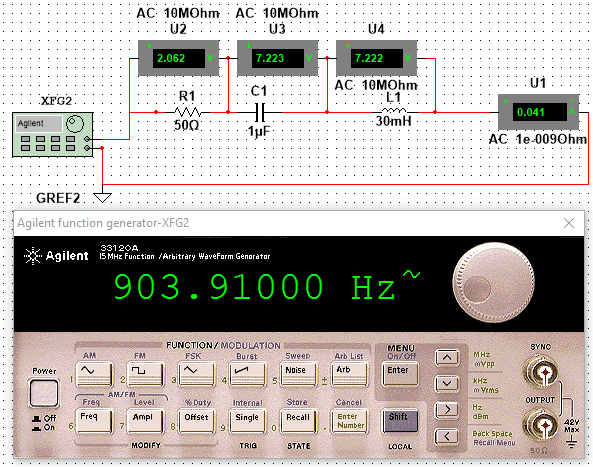 AC 10MOhm AC 10MOhm
U2 U3 U4
2.062 V 7.223 V 7.222 V
AC 10MOhm
XFG2 R1 C1 L1 U1
Agilent 50Ω 1μF 30mH 0.041 A
AC 1e-009Ohm
GREF2
Agilent function generator-XFG2
Agilent 33120A
15 MHz Function / Arbitrary WaveForm Generator
903.91000 Hz~
FUNCTION/MODULATION MENU
AM FM FSK Burst Sweep Arb List On/Off
Power 1 2 3 4 Noise 5 Arb ± Enter
AM/FM
Freq Level % Duty Internal Store Cancel
Off
On
6 Freq 7 Ampl 8 Offset 9 Single 0 Recall . Enter Number Shift
MODIFY TRIG STATE LOCAL
MHz
mVpp
kHz
mVrms
Hz
dBm
Back Space
Recall Menu
SYNC
OUTPUT
42V
Max
50Ω